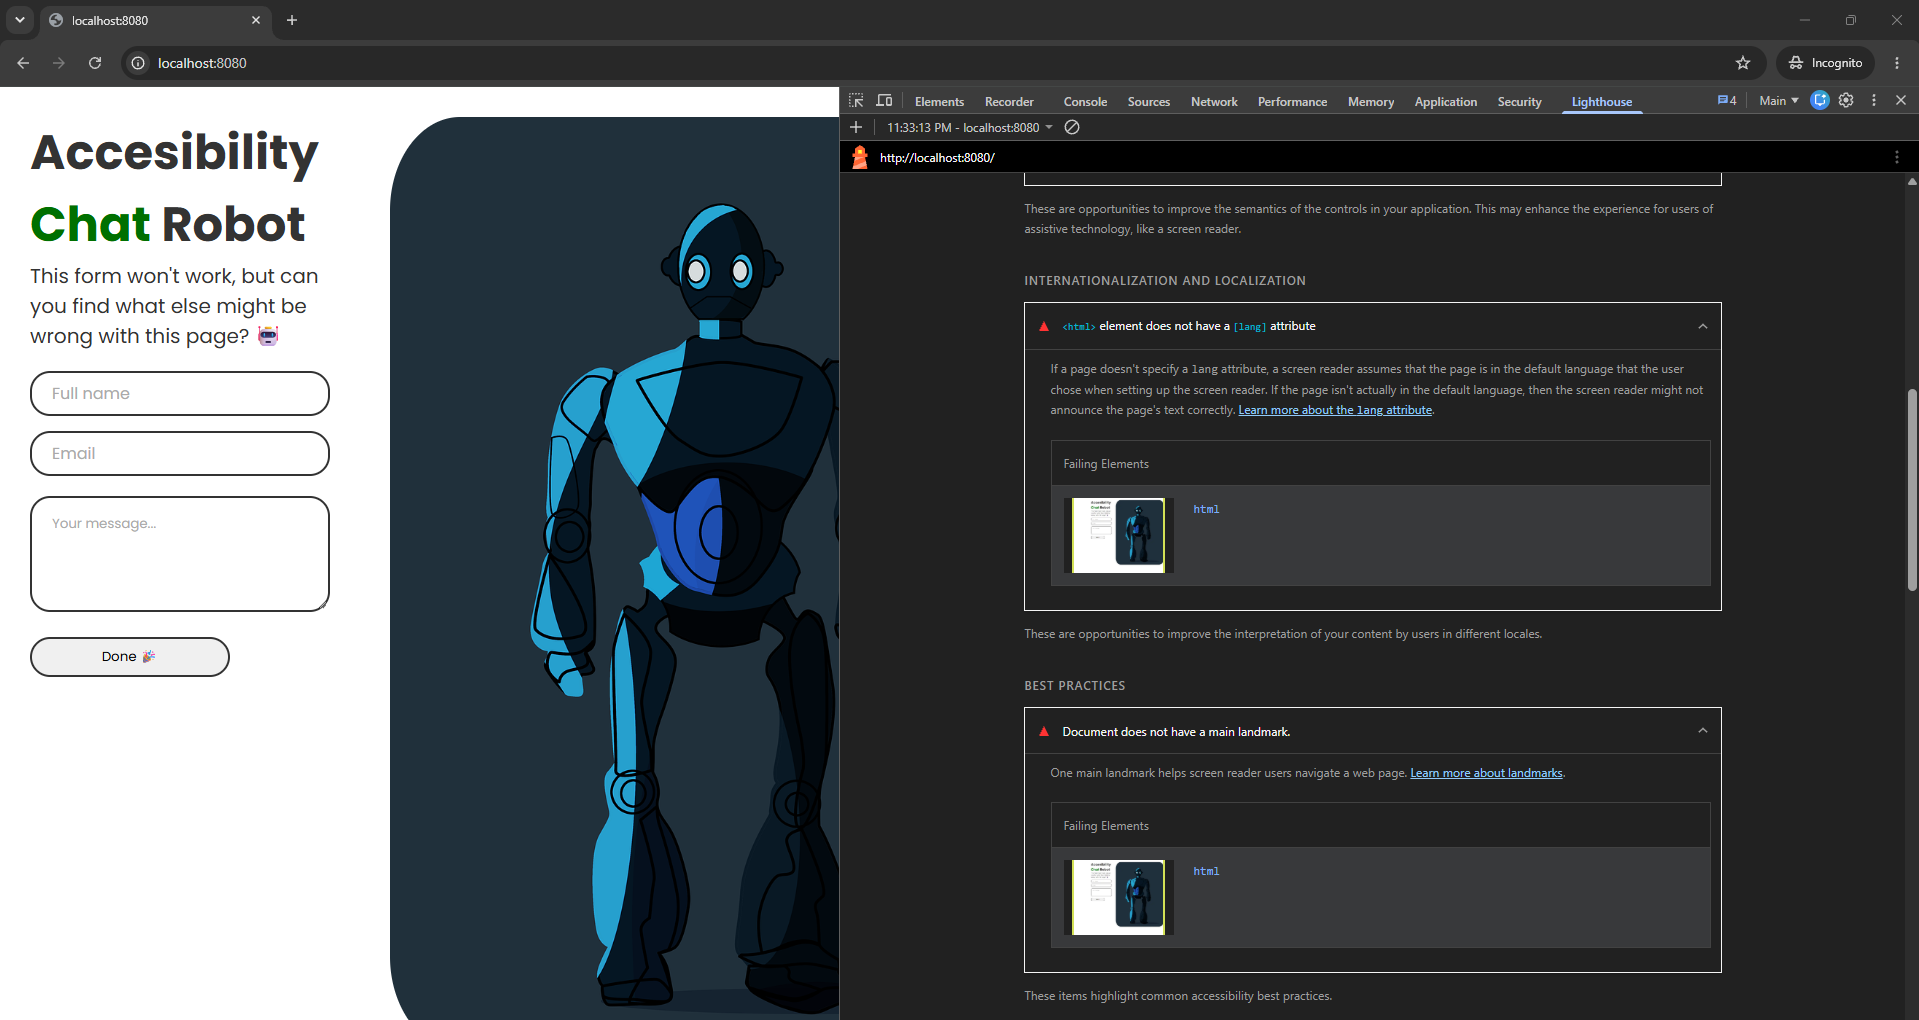 localhost:8080
localhost:8080
Incognito
Accesibility
Chat Robot
This form won't work, but can
you find what else might be
wrong with this page? 🤖
Full name
Email
Your message...
Done 🎉
Elements Recorder Console Sources Network Performance Memory Application Security Lighthouse 4 Main
11:33:13 PM - localhost:8080
http://localhost:8080/
These are opportunities to improve the semantics of the controls in your application. This may enhance the experience for users of
assistive technology, like a screen reader.
INTERNATIONALIZATION AND LOCALIZATION
<html> element does not have a [lang] attribute
If a page doesn't specify a lang attribute, a screen reader assumes that the page is in the default language that the user
chose when setting up the screen reader. If the page isn't actually in the default language, then the screen reader might not
announce the page's text correctly. Learn more about the lang attribute.
Failing Elements
html
These are opportunities to improve the interpretation of your content by users in different locales.
BEST PRACTICES
Document does not have a main landmark.
One main landmark helps screen reader users navigate a web page. Learn more about landmarks.
Failing Elements
html
These items highlight common accessibility best practices.